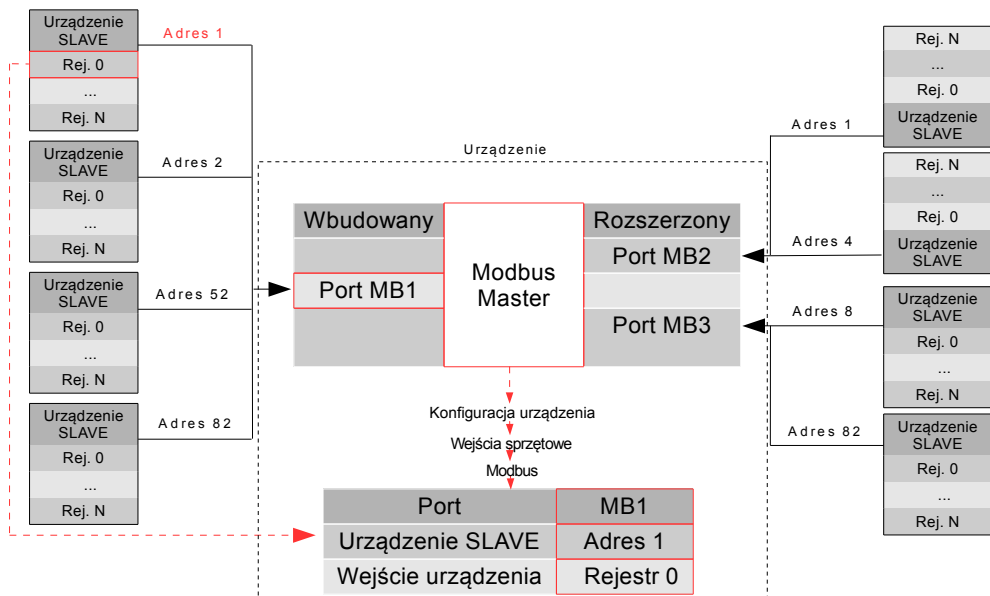 Urządzenie
SLAVE
Rej. 0
...
Rej. N
Adres 1
Urządzenie
SLAVE
Rej. 0
...
Rej. N
Adres 2
Urządzenie
SLAVE
Rej. 0
...
Rej. N
Adres 52
Urządzenie
SLAVE
Rej. 0
...
Rej. N
Adres 82
Urządzenie
Wbudowany
Port MB1
Modbus
Master
Rozszerzony
Port MB2
Port MB3
Konfiguracja urządzenia
Wejścia sprzętowe
Modbus
Port MB1
Urządzenie SLAVE Adres 1
Wejście urządzenia Rejestr 0
Rej. N
...
Rej. 0
Urządzenie
SLAVE
Adres 1
Rej. N
...
Rej. 0
Urządzenie
SLAVE
Adres 4
Urządzenie
SLAVE
Rej. 0
...
Rej. N
Adres 8
Urządzenie
SLAVE
Rej. 0
...
Rej. N
Adres 82